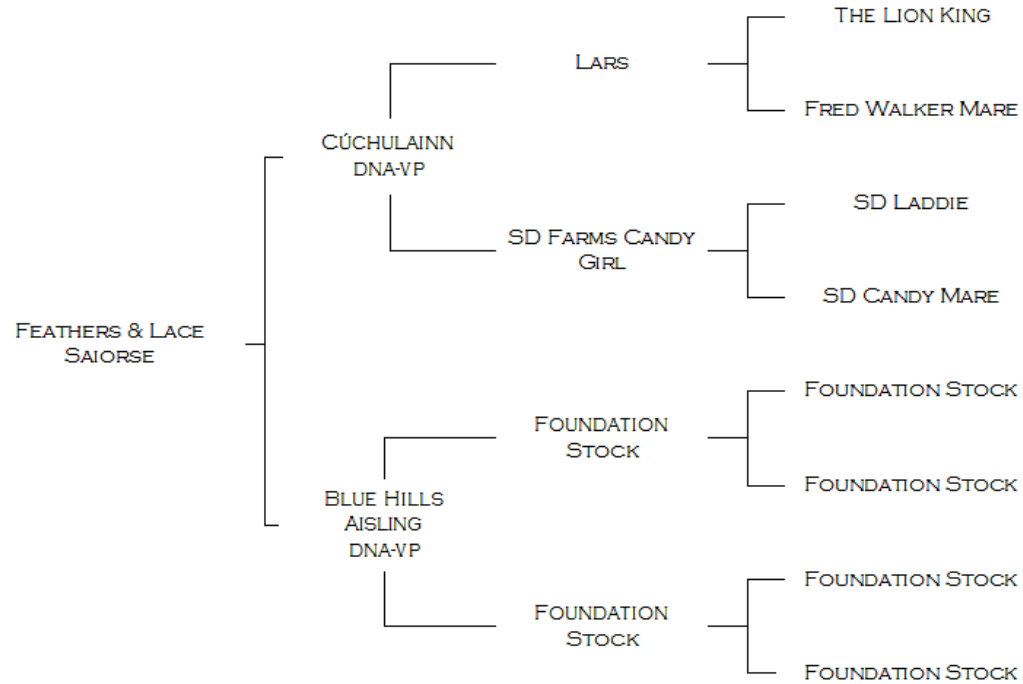 The Lion King
Lars
Fred Walker Mare
Cúchulainn
DNA-VP
SD Laddie
SD Farms Candy
Girl
SD Candy Mare
Feathers & Lace
Saiorse
Foundation Stock
Foundation
Stock
Foundation Stock
Blue Hills
Aisling
DNA-VP
Foundation Stock
Foundation
Stock
Foundation Stock